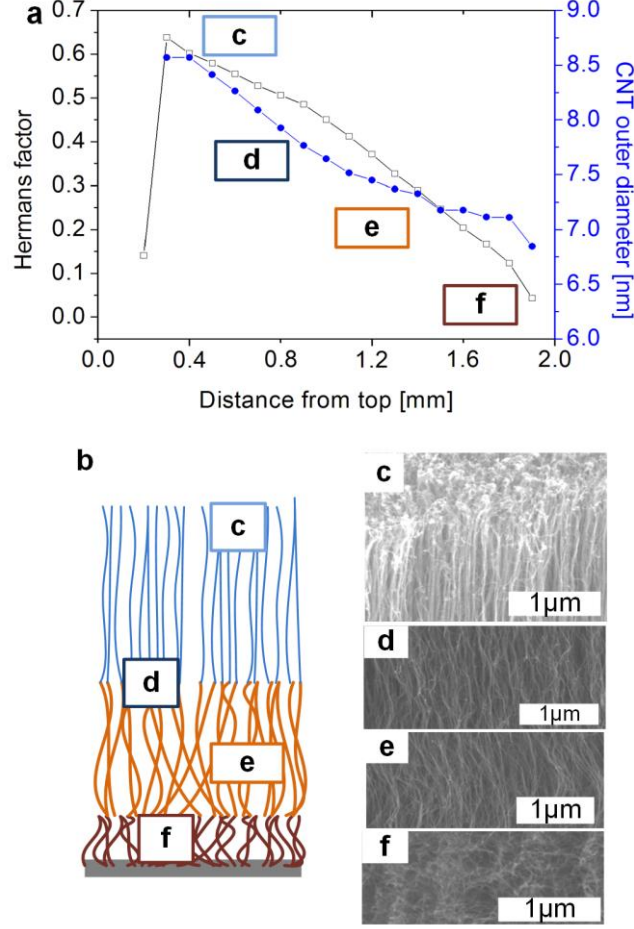 a
0.7
0.6
0.5
0.4
0.3
0.2
0.1
0.0
Hermans factor
c
d
e
f
9.0
8.5
8.0
7.5
7.0
6.5
6.0
CNT outer diameter [nm]
0.0 0.4 0.8 1.2 1.6 2.0
Distance from top [mm]
b
c
d
e
f
c
1µm
d
1µm
e
1µm
f
1µm